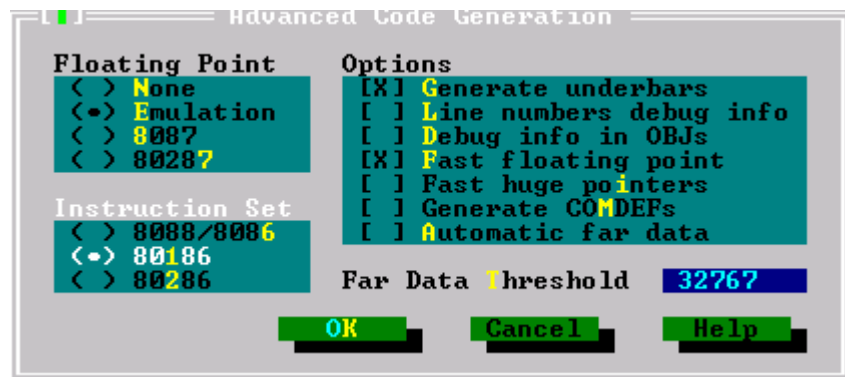 [ ] Advanced Code Generation
Floating Point
( ) None
(•) Emulation
( ) 8087
( ) 80287
Instruction Set
( ) 8088/8086
(•) 80186
( ) 80286
Options
[X] Generate underbars
[ ] Line numbers debug info
[ ] Debug info in OBJs
[X] Fast floating point
[ ] Fast huge pointers
[ ] Generate COMDEFs
[ ] Automatic far data
Far Data Threshold 32767
OK Cancel Help